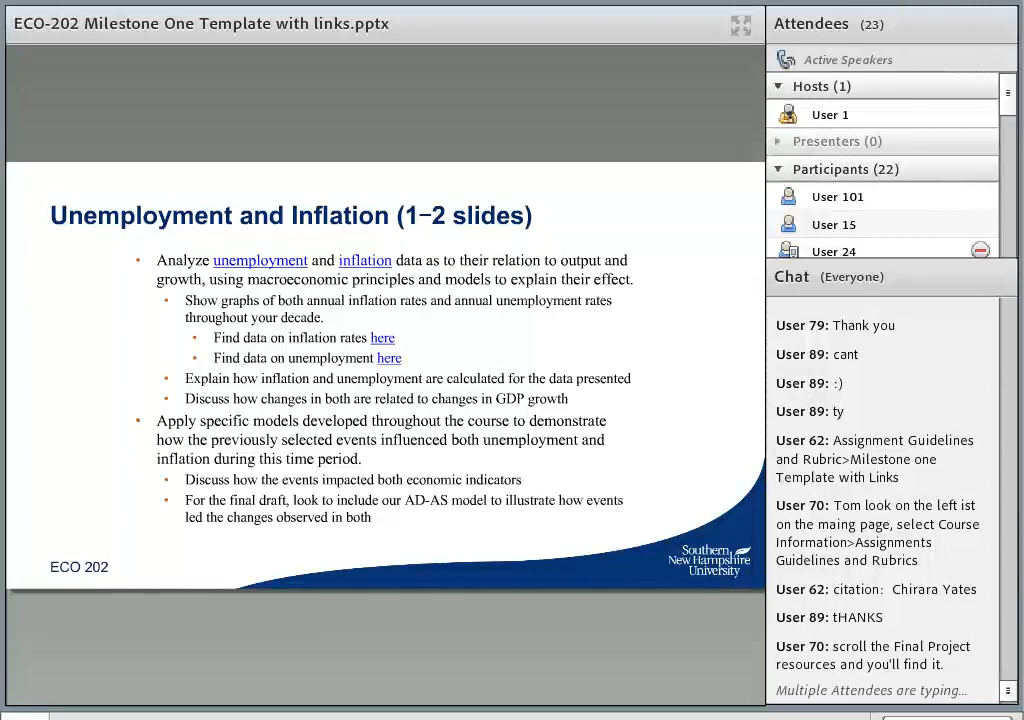 ECO-202 Milestone One Template with links.pptx
Unemployment and Inflation (1–2 slides)
• Analyze unemployment and inflation data as to their relation to output and
growth, using macroeconomic principles and models to explain their effect.
• Show graphs of both annual inflation rates and annual unemployment rates
throughout your decade.
• Find data on inflation rates here
• Find data on unemployment here
• Explain how inflation and unemployment are calculated for the data presented
• Discuss how changes in both are related to changes in GDP growth
• Apply specific models developed throughout the course to demonstrate
how the previously selected events influenced both unemployment and
inflation during this time period.
• Discuss how the events impacted both economic indicators
• For the final draft, look to include our AD-AS model to illustrate how events
led the changes observed in both
ECO 202
Southern
New Hampshire
University
Attendees (23)
Active Speakers
Hosts (1)
User 1
Presenters (0)
Participants (22)
User 101
User 15
User 24
Chat (Everyone)
User 79: Thank you
User 89: cant
User 89: :)
User 89: ty
User 62: Assignment Guidelines
and Rubric>Milestone one
Template with Links
User 70: Tom look on the left ist
on the maing page, select Course
Information>Assignments
Guidelines and Rubrics
User 62: citation: Chirara Yates
User 89: tHANKS
User 70: scroll the Final Project
resources and you'll find it.
Multiple Attendees are typing...